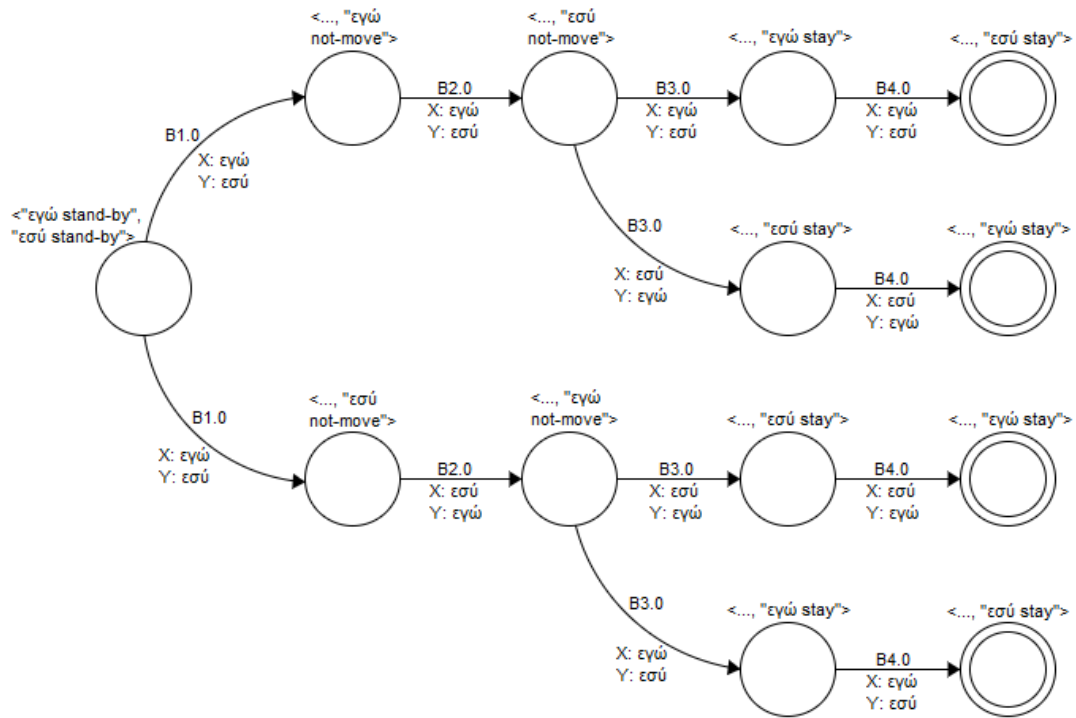 <..., "εγώ
not-move">
<..., "εσύ
not-move">
<..., "εγώ stay">
<..., "εσύ stay">
B1.0
X: εγώ
Y: εσύ
B2.0
X: εγώ
Y: εσύ
B3.0
X: εγώ
Y: εσύ
B4.0
X: εγώ
Y: εσύ
<"εγώ stand-by",
"εσύ stand-by">
B3.0
X: εσύ
Y: εγώ
<..., "εσύ stay">
<..., "εγώ stay">
B4.0
X: εσύ
Y: εγώ
B1.0
X: εγώ
Y: εσύ
<..., "εσύ
not-move">
<..., "εγώ
not-move">
<..., "εσύ stay">
<..., "εγώ stay">
B2.0
X: εσύ
Y: εγώ
B3.0
X: εσύ
Y: εγώ
B4.0
X: εσύ
Y: εγώ
B3.0
X: εγώ
Y: εσύ
<..., "εγώ stay">
<..., "εσύ stay">
B4.0
X: εγώ
Y: εσύ